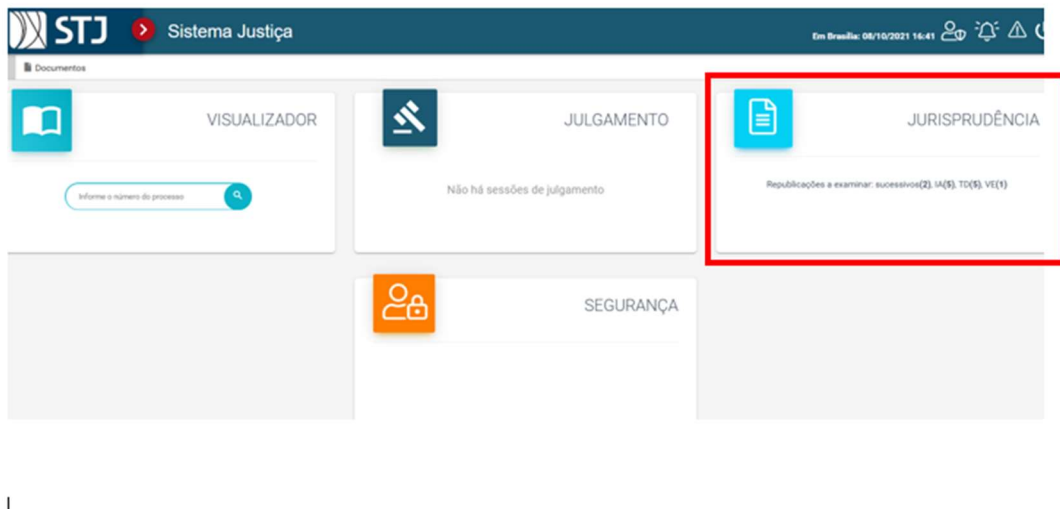 STJ
Sistema Justiça
Em Brasília: 08/10/2021 16:41
Documentos
VISUALIZADOR
Informe o número do processo
JULGAMENTO
Não há sessões de julgamento
JURISPRUDÊNCIA
Republicações a examinar: sucessivos(2), IA(5), TD(5), VE(1)
SEGURANÇA